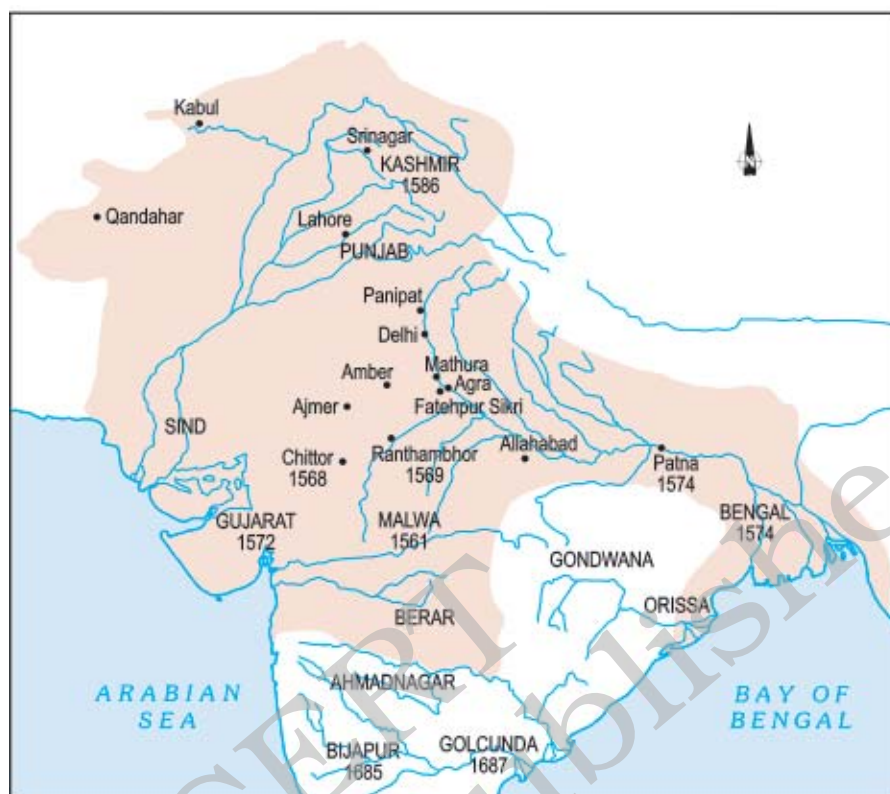 Kabul
Srinagar
KASHMIR
1586
N
Qandahar
Lahore
PUNJAB
Panipat
Delhi
Mathura
Amber
Agra
Fatehpur Sikri
Ajmer
SIND
Ranthambhor
1569
Allahabad
Chittor
1568
Patna
1574
GUJARAT
1572
MALWA
1561
BENGAL
1574
GONDWANA
ORISSA
BERAR
AHMADNAGAR
ARABIAN
SEA
BAY OF
BENGAL
BIJAPUR
1685
GOLCUNDA
1687